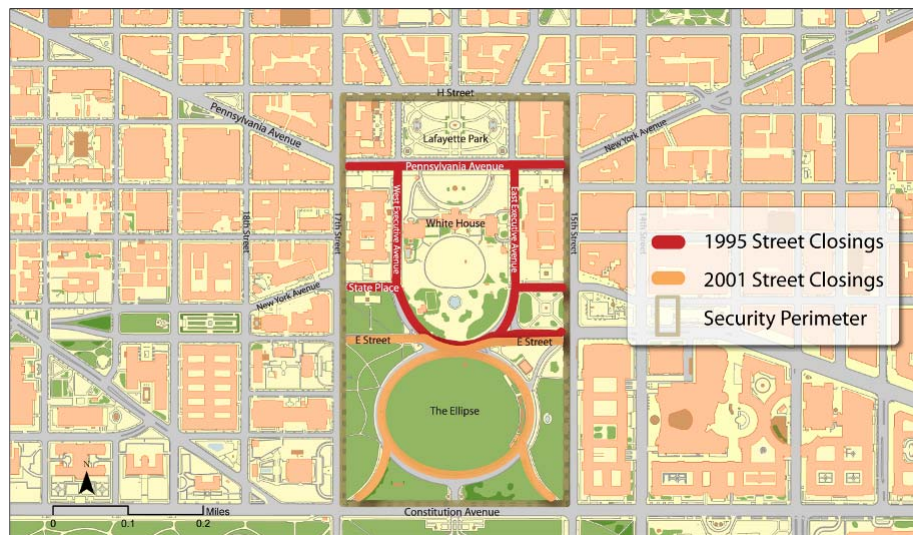 H Street
Pennsylvania Avenue
Lafayette Park
New York Avenue
Pennsylvania Avenue
West Executive Avenue
East Executive Avenue
White House
18th Street
17th Street
15th Street
14th Street
1995 Street Closings
2001 Street Closings
Security Perimeter
State Place
New York Avenue
E Street
E Street
The Ellipse
N
Miles
0 0.1 0.2
Constitution Avenue